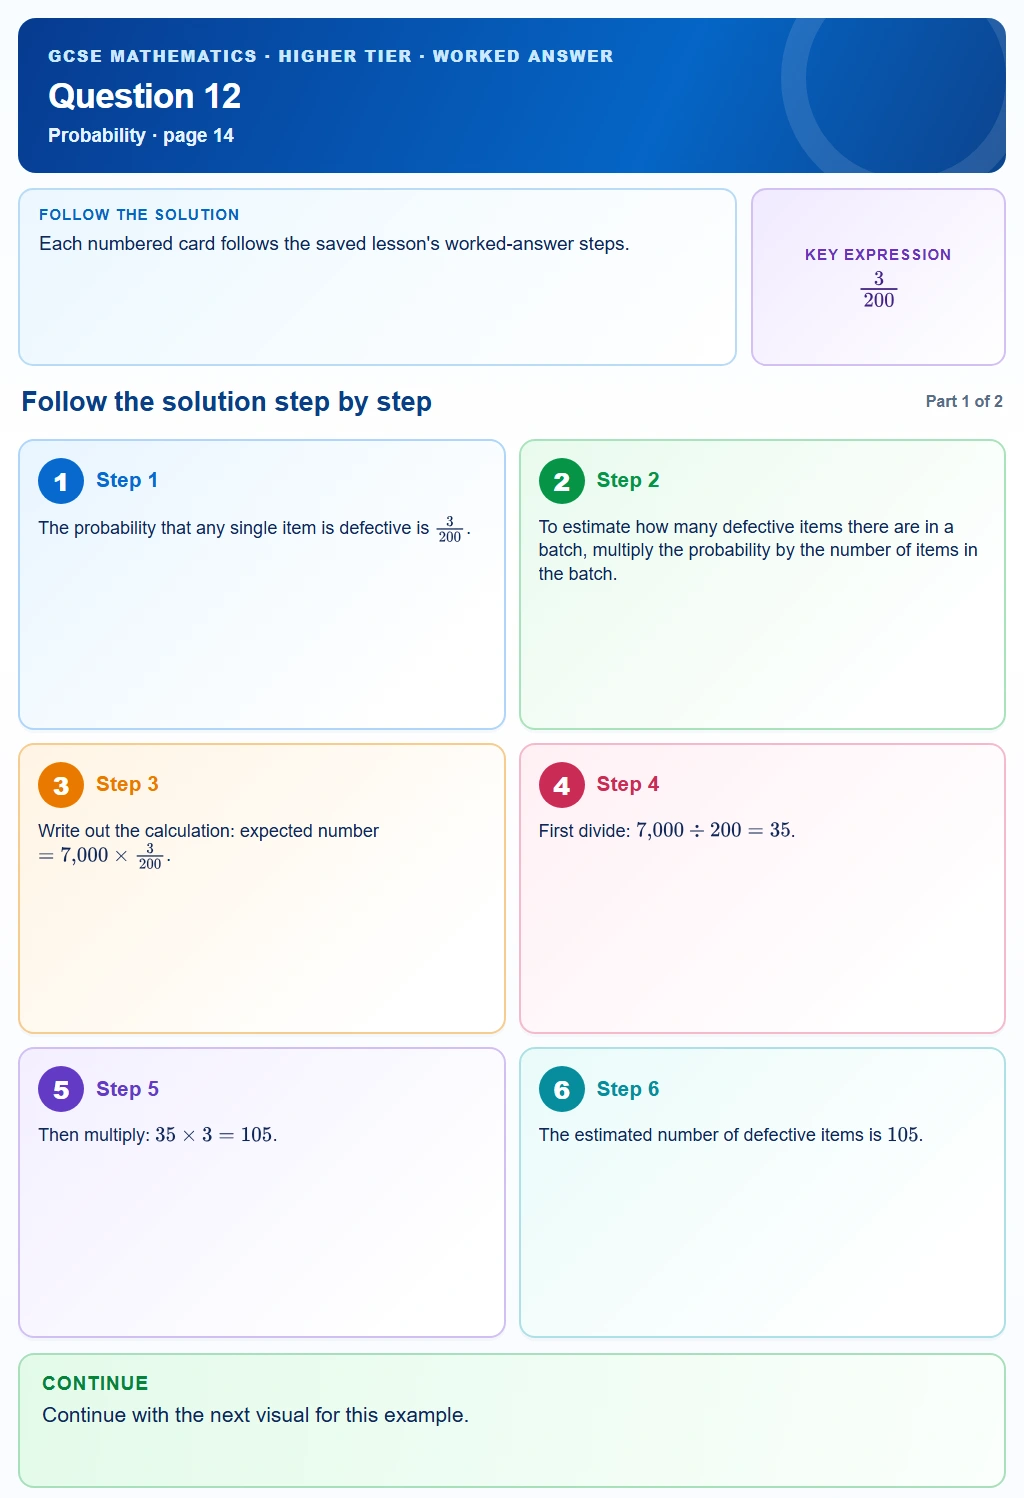 GCSE MATHEMATICS · HIGHER TIER · WORKED ANSWER
Question 12
Probability · page 14
FOLLOW THE SOLUTION
Each numbered card follows the saved lesson's worked-answer steps.
KEY EXPRESSION
3/200
Follow the solution step by step
Part 1 of 2
1 Step 1
The probability that any single item is defective is 3/200.
2 Step 2
To estimate how many defective items there are in a
batch, multiply the probability by the number of items in
the batch.
3 Step 3
Write out the calculation: expected number
= 7,000 × 3/200.
4 Step 4
First divide: 7,000 ÷ 200 = 35.
5 Step 5
Then multiply: 35 × 3 = 105.
6 Step 6
The estimated number of defective items is 105.
CONTINUE
Continue with the next visual for this example.